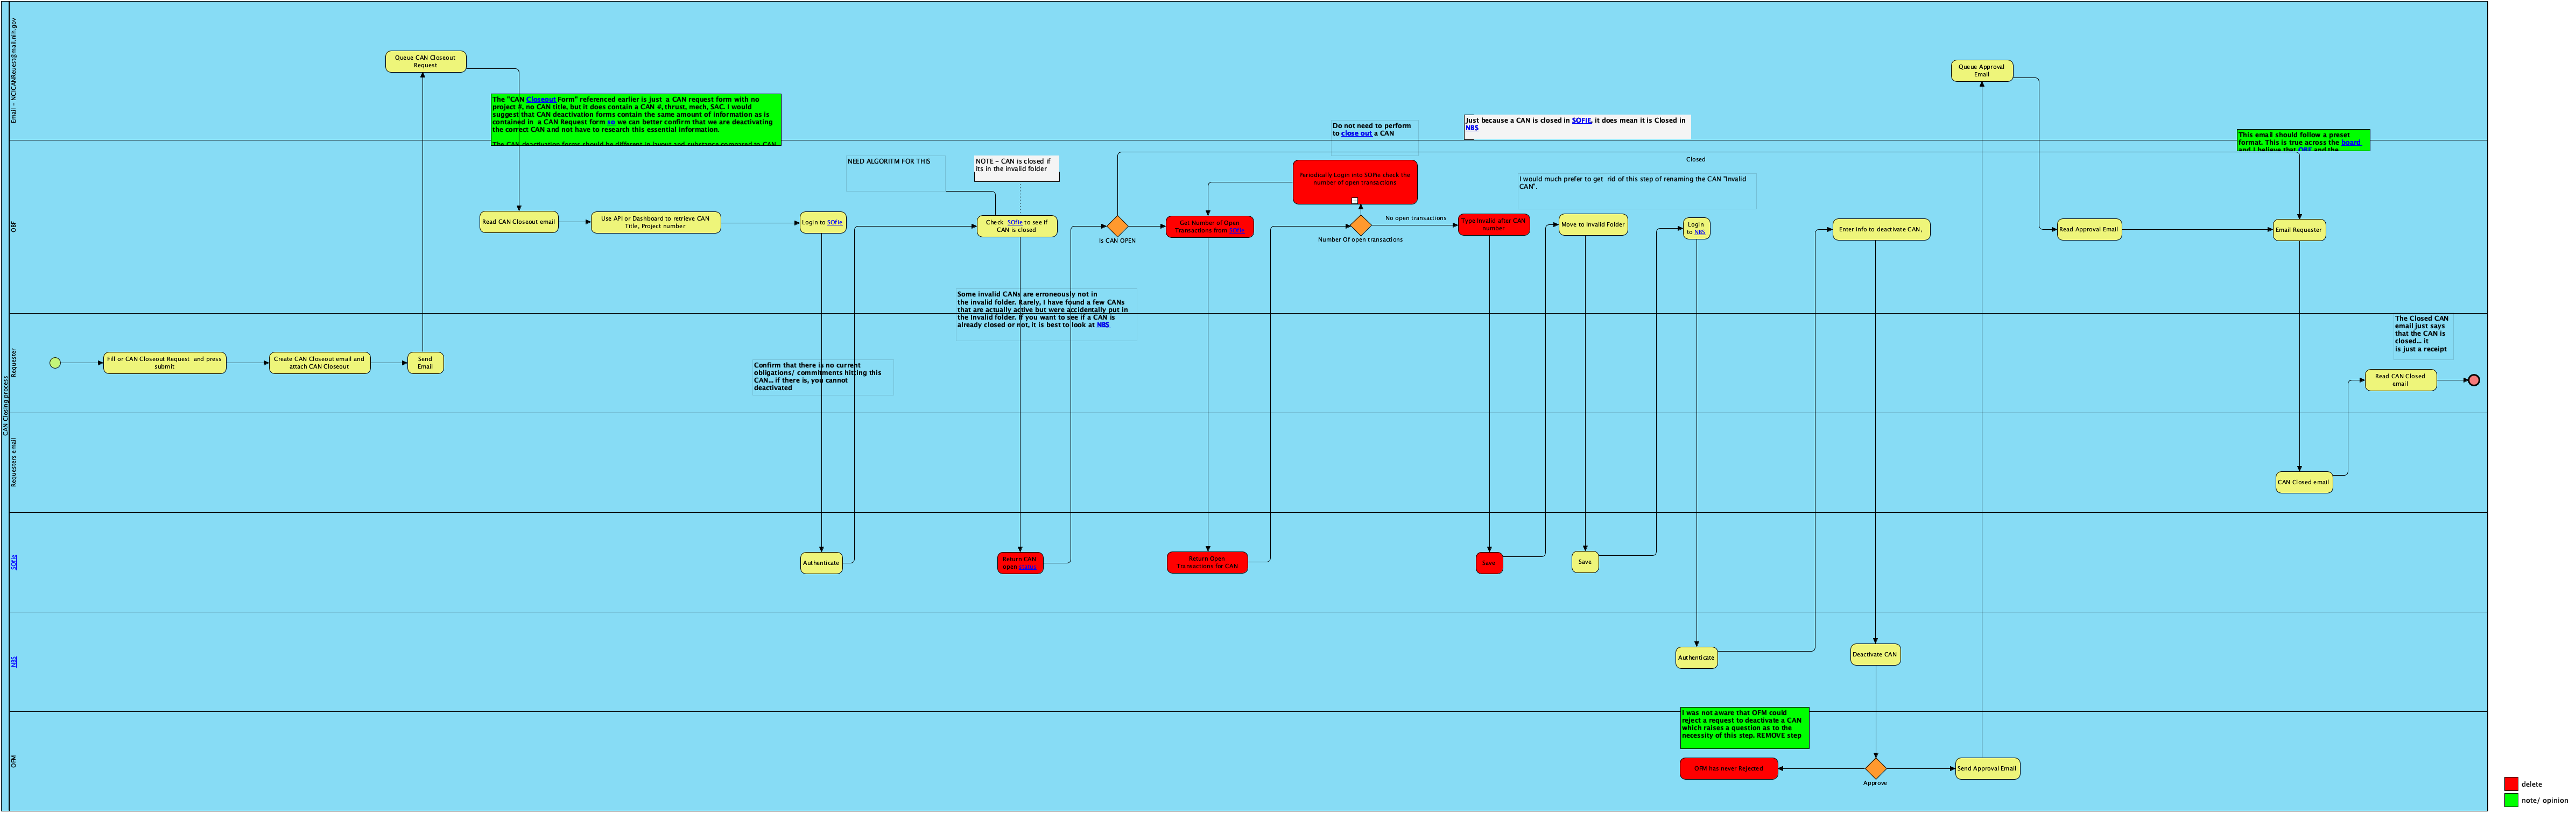 CAN Closing process
Email - NCICANReuest@mail.nih.gov
Queue CAN Closeout
Request
The "CAN Closeout Form" referenced earlier is just a CAN request form with no
project #, no CAN title, but it does contain a CAN #, thrust, mech, SAC. I would
suggest that CAN deactivation forms contain the same amount of information as is
contained in a CAN Request form so we can better confirm that we are deactivating
the correct CAN and not have to research this essential information.
The CAN deactivation forms should be different in layout and substance compared to CAN
Do not need to perform
to close out a CAN
Just because a CAN is closed in SOFIE, it does mean it is Closed in
NBS
Queue Approval
Email
This email should follow a preset
format. This is true across the board
and I believe that OBF and the
OBF
NEED ALGORITM FOR THIS
NOTE - CAN is closed if
its in the invalid folder
Closed
Periodically Login into SOFie check the
number of open transactions
I would much prefer to get rid of this step of renaming the CAN "Invalid
CAN".
Read CAN Closeout email
Use API or Dashboard to retrieve CAN
Title, Project number
Login to SOFie
Check SOFie to see if
CAN is closed
Is CAN OPEN
Get Number of Open
Transactions from SOFie
Number Of open transactions
No open transactions
Type Invalid after CAN
number
Move to Invalid Folder
Login
to NBS
Enter info to deactivate CAN,
Read Approval Email
Email Requester
Some invalid CANs are erroneously not in
the invalid folder. Rarely, I have found a few CANs
that are actually active but were accidentally put in
the Invalid folder. If you want to see if a CAN is
already closed or not, it is best to look at NBS
Requester
Fill or CAN Closeout Request and press
submit
Create CAN Closeout email and
attach CAN Closeout
Send
Email
Confirm that there is no current
obligations/ commitments hitting this
CAN... if there is, you cannot
deactivated
The Closed CAN
email just says
that the CAN is
closed... it
is just a receipt
Read CAN Closed
email
Requesters email
CAN Closed email
SOFie
Authenticate
Return CAN
open status
Return Open
Transactions for CAN
Save
Save
NBS
Authenticate
Deactivate CAN
OFM
I was not aware that OFM could
reject a request to deactivate a CAN
which raises a question as to the
necessity of this step. REMOVE step
OFM has never Rejected
Approve
Send Approval Email
delete
note/ opinion